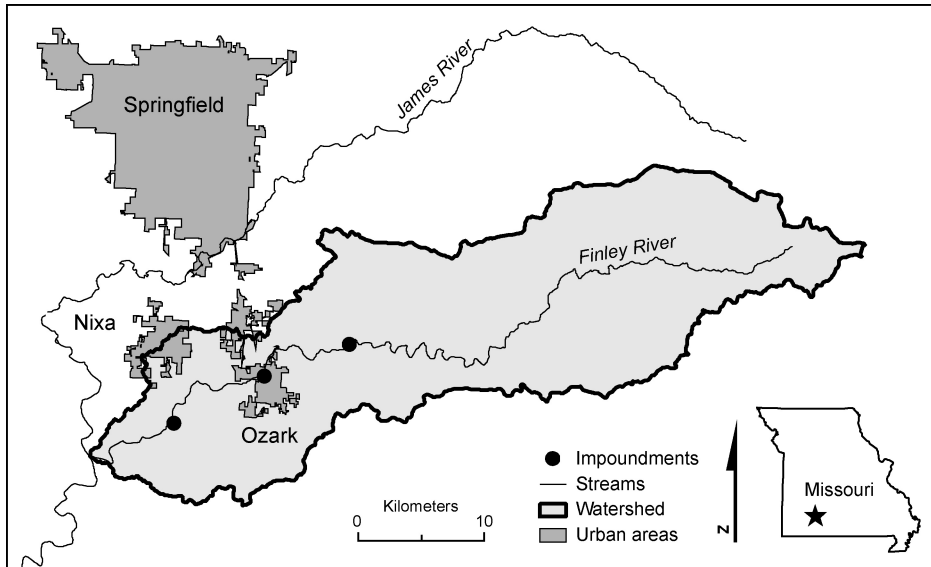 James River
Springfield
Finley River
Nixa
Ozark
Impoundments
Streams
Watershed
Urban areas
Kilometers
0 10
N
Missouri